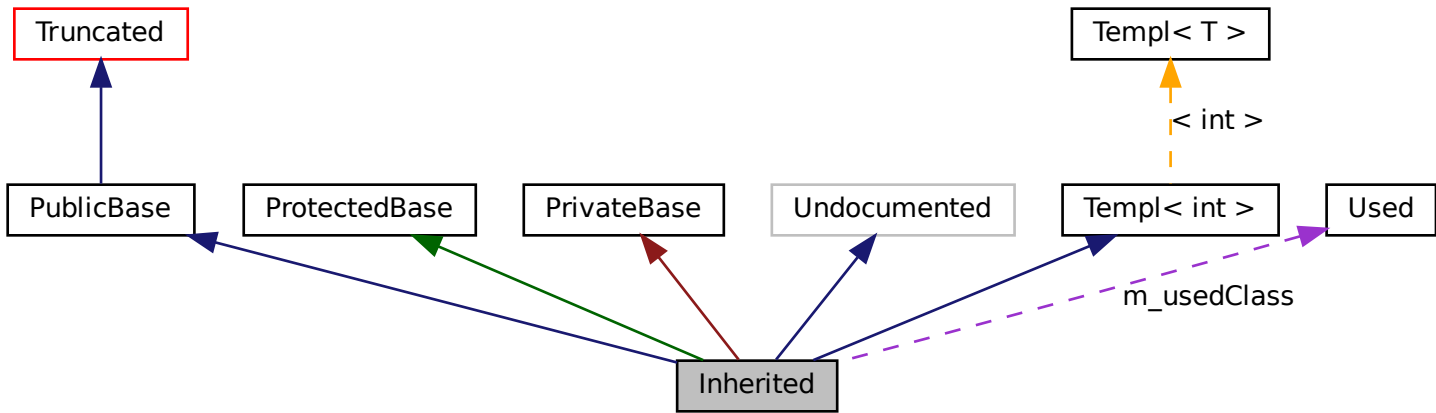 Truncated
Templ< T >
< int >
PublicBase
ProtectedBase
PrivateBase
Undocumented
Templ< int >
Used
m_usedClass
Inherited